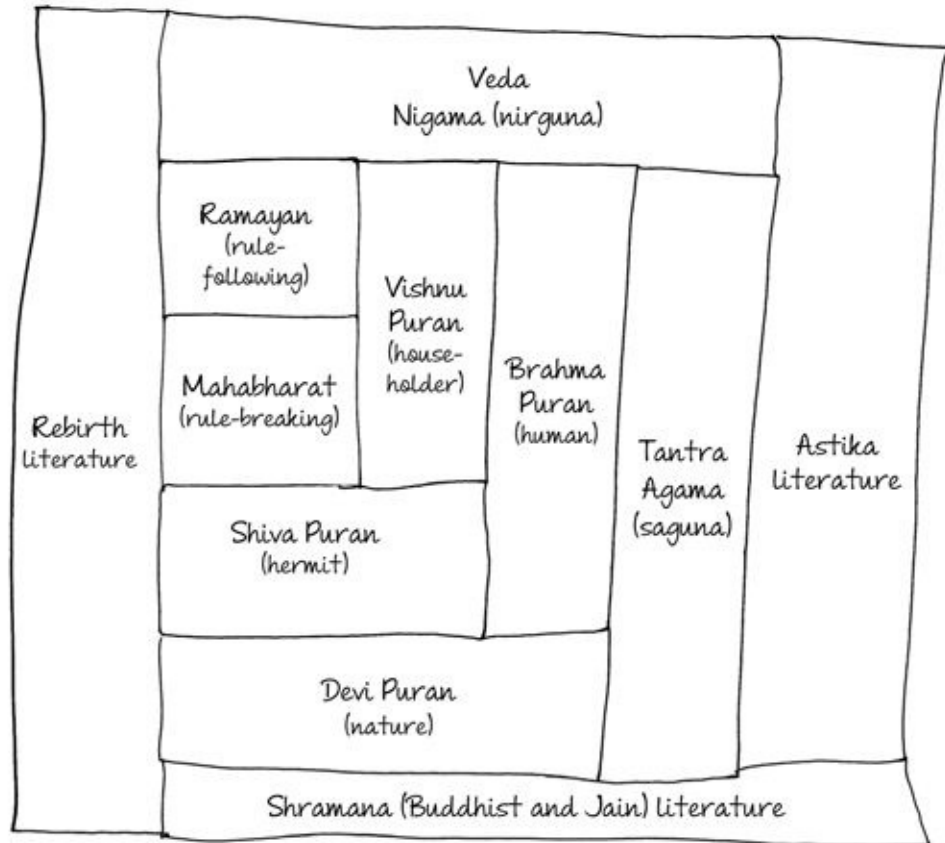 Veda
Nigama (nirguna)
Ramayan
(rule-
following)
Vishnu
Puran
(house-
holder)
Mahabharat
(rule-breaking)
Brahma
Puran
(human)
Rebirth
literature
Tantra
Agama
(saguna)
Astika
literature
Shiva Puran
(hermit)
Devi Puran
(nature)
Shramana (Buddhist and Jain) literature